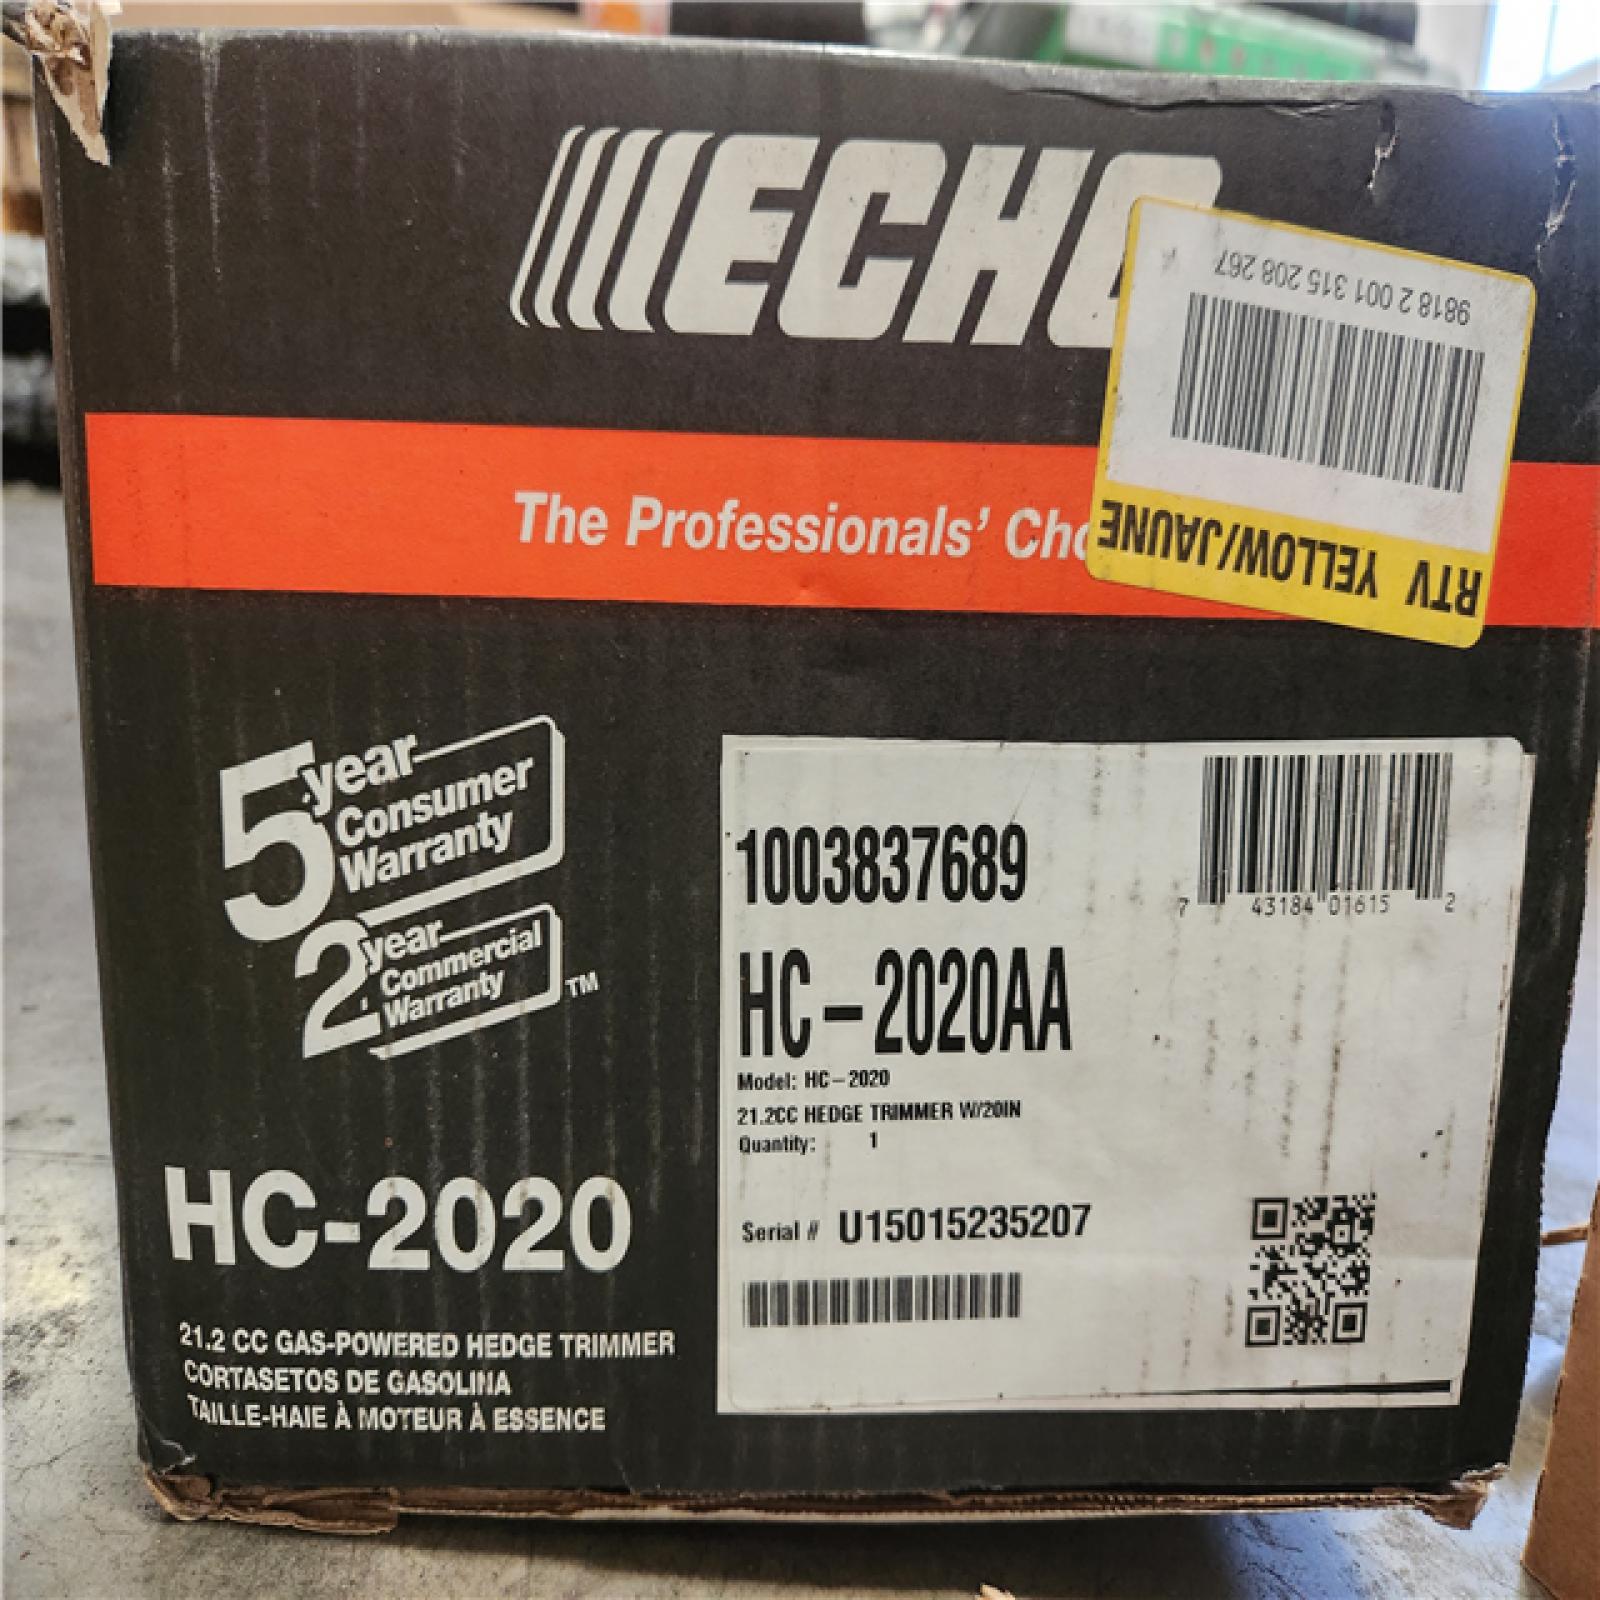 ECHO
9818 2 001 315 208 267
RTV YELLOW/JAUNE
The Professionals'
5 year
Consumer
Warranty
2 year
Commercial
Warranty
TM
1003837689
7 43184 01615 2
HC-2020AA
Model: HC-2020
21.2CC HEDGE TRIMMER W/20IN
Quantity: 1
Serial # U15015235207
HC-2020
21.2 CC GAS-POWERED HEDGE TRIMMER
CORTASETOS DE GASOLINA
TAILLE-HAIE À MOTEUR À ESSENCE